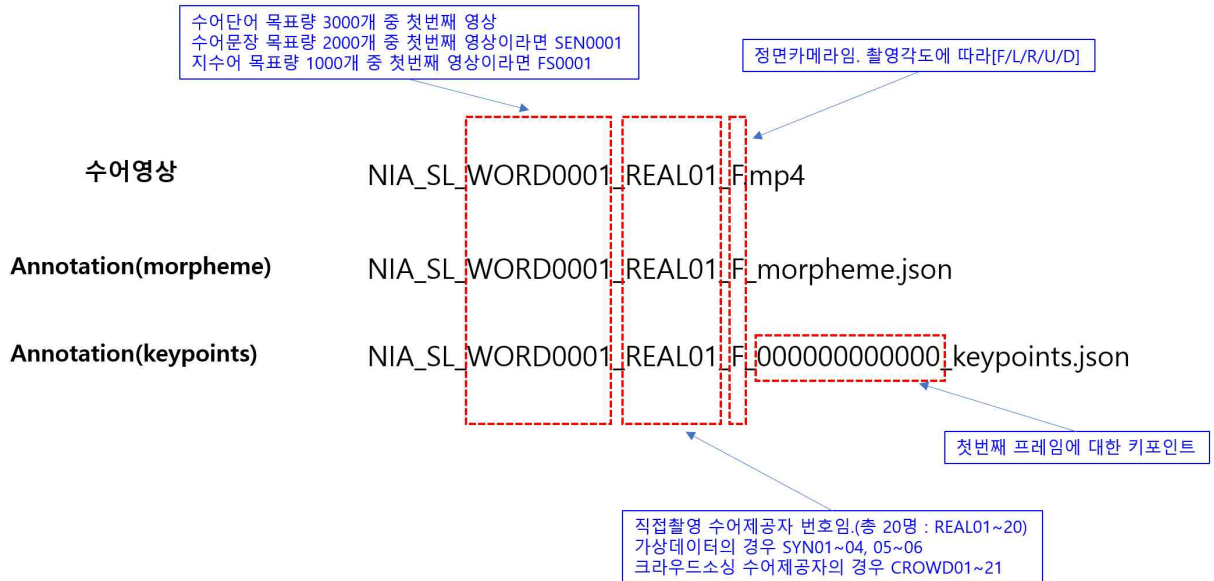 수어단어 목표량 3000개 중 첫번째 영상
수어문장 목표량 2000개 중 첫번째 영상이라면 SEN0001
지수어 목표량 1000개 중 첫번째 영상이라면 FS0001
정면카메라임. 촬영각도에 따라[F/L/R/U/D]
수어영상 NIA_SL_WORD0001_REAL01_F.mp4
Annotation(morpheme) NIA_SL_WORD0001_REAL01_F_morpheme.json
Annotation(keypoints) NIA_SL_WORD0001_REAL01_F_000000000000_keypoints.json
첫번째 프레임에 대한 키포인트
직접촬영 수어제공자 번호임.(총 20명 : REAL01~20)
가상데이터의 경우 SYN01~04, 05~06
크라우드소싱 수어제공자의 경우 CROWD01~21